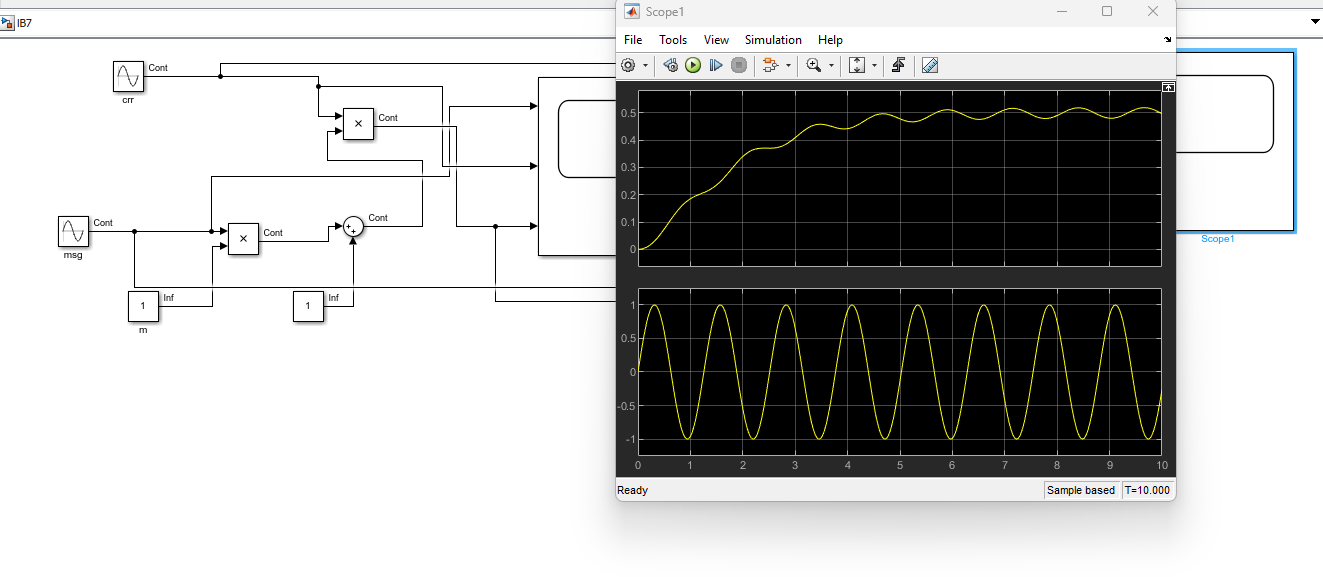 IB7
Scope1
File Tools View Simulation Help
Cont
crr
×
Cont
Cont
msg
×
Cont
Cont
1
Inf
m
1
Inf
0.5
0.4
0.3
0.2
0.1
0
1
0.5
0
-0.5
-1
0 1 2 3 4 5 6 7 8 9 10
Ready
Sample based
T=10.000
Scope1